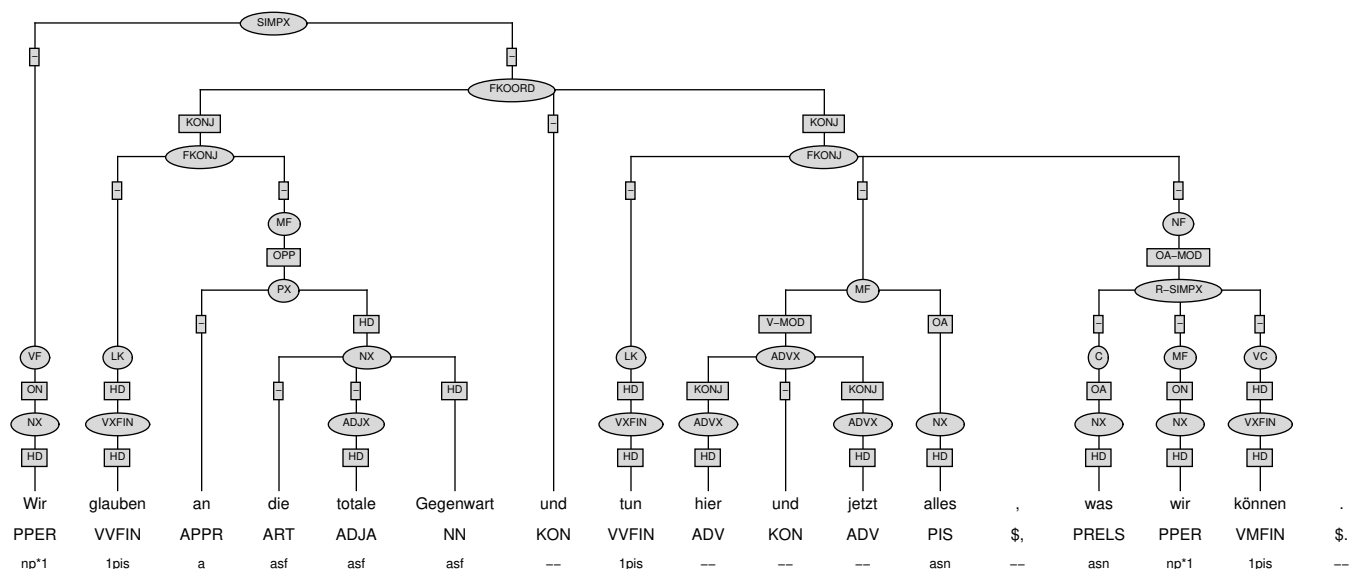 SIMPX
– –
FKOORD
KONJ – KONJ
FKONJ FKONJ
– – – – –
MF NF
OPP OA–MOD
PX MF R–SIMPX
– HD V–MOD OA – – –
VF LK NX LK ADVX C MF VC
ON HD – – HD HD KONJ – KONJ OA ON HD
NX VXFIN ADJX VXFIN ADVX ADVX NX NX NX VXFIN
HD HD HD HD HD HD HD HD HD HD
Wir glauben an die totale Gegenwart und tun hier und jetzt alles , was wir können .
PPER VVFIN APPR ART ADJA NN KON VVFIN ADV KON ADV PIS $, PRELS PPER VMFIN $.
np*1 1pis a asf asf asf –– 1pis –– –– –– asn –– asn np*1 1pis ––